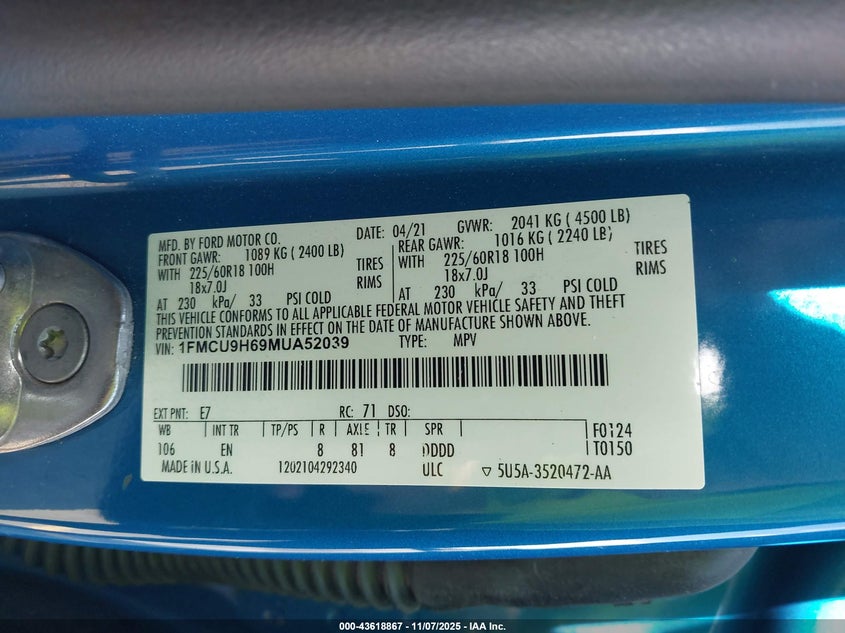 MFD. BY FORD MOTOR CO. DATE: 04/21 GVWR: 2041 KG ( 4500 LB)
FRONT GAWR: 1089 KG ( 2400 LB) REAR GAWR: 1016 KG ( 2240 LB)
WITH 225/60R18 100H TIRES WITH 225/60R18 100H TIRES
18x7.0J RIMS 18x7.0J RIMS
AT 230 kPa/ 33 PSI COLD AT 230 kPa/ 33 PSI COLD
THIS VEHICLE CONFORMS TO ALL APPLICABLE FEDERAL MOTOR VEHICLE SAFETY AND THEFT
PREVENTION STANDARDS IN EFFECT ON THE DATE OF MANUFACTURE SHOWN ABOVE.
VIN: 1FMCU9H69MUA52039 TYPE: MPV
EXT PNT: E7 RC: 71 DSO:
WB INT TR TP/PS R AXLE TR SPR F0124
106 EN 8 81 8 DDDD T0150
MADE IN U.S.A. 1202104292340 ULC ▽ 5U5A-3520472-AA
000-43618867 - 11/07/2025 - IAA Inc.